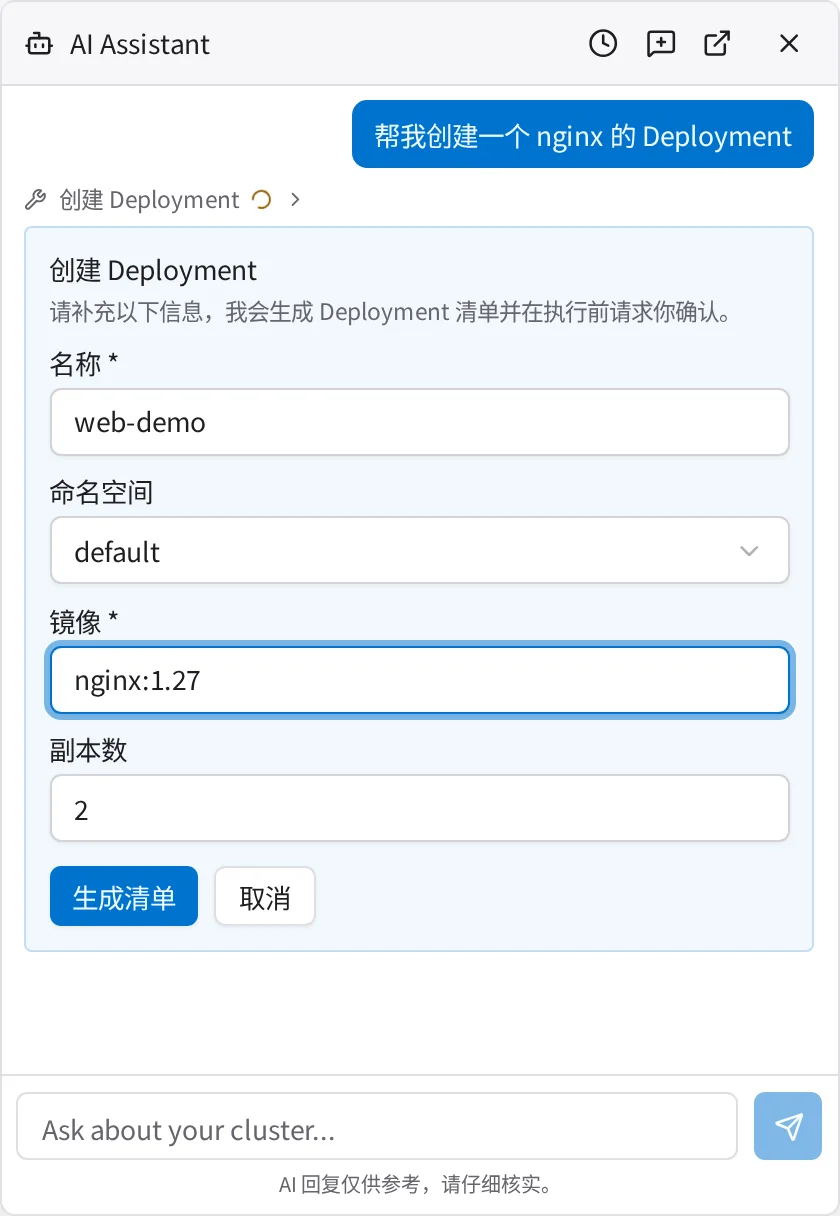 AI Assistant
帮我创建一个 nginx 的 Deployment
创建 Deployment
创建 Deployment
请补充以下信息，我会生成 Deployment 清单并在执行前请求你确认。
名称 *
web-demo
命名空间
default
镜像 *
nginx:1.27
副本数
2
生成清单 取消
Ask about your cluster...
AI 回复仅供参考，请仔细核实。